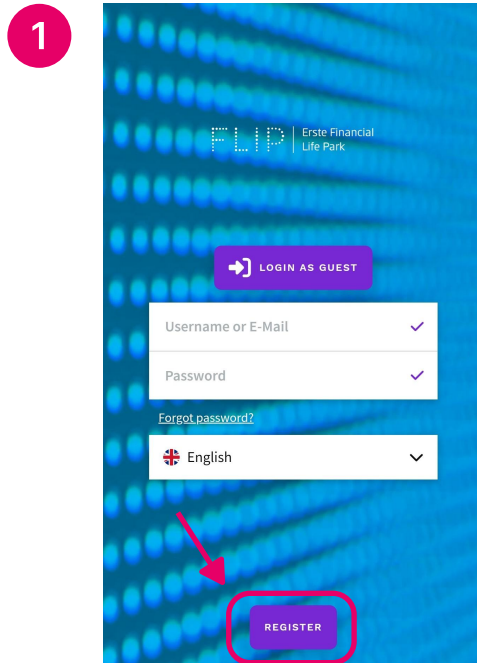 1
FLIP
Erste Financial
Life Park
LOGIN AS GUEST
Username or E-Mail
Password
Forgot password?
English
REGISTER